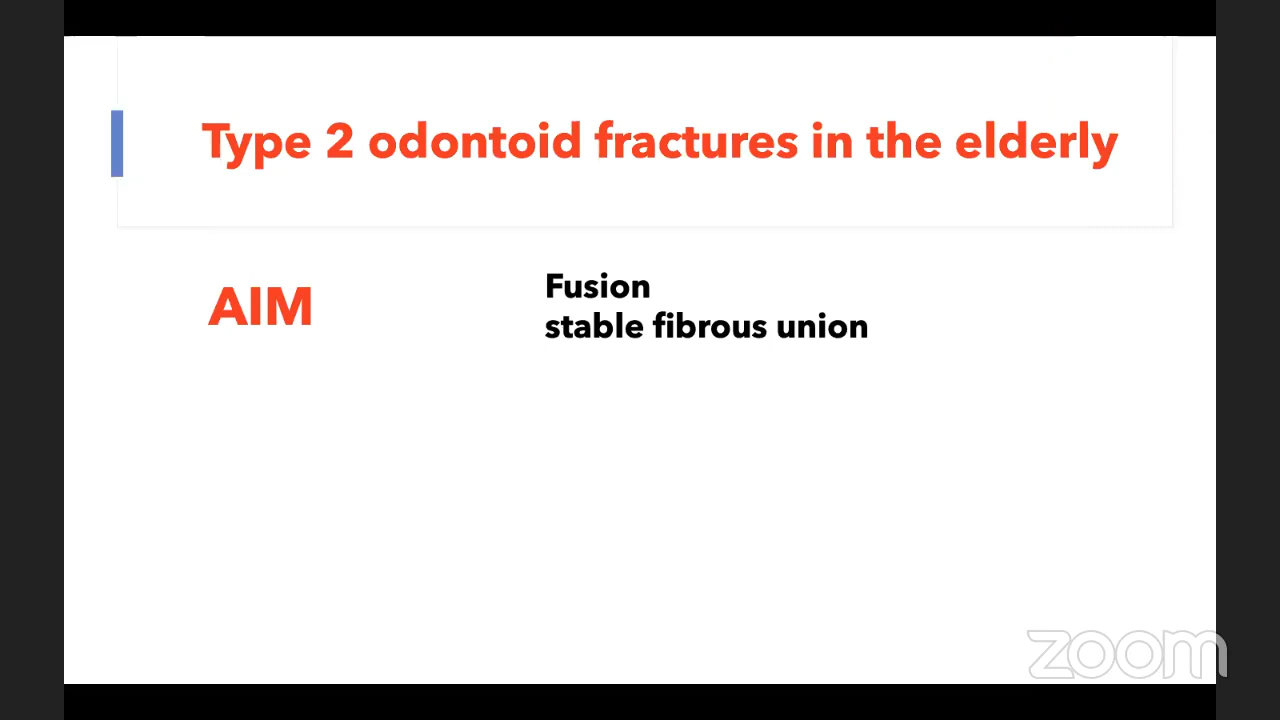 Type 2 odontoid fractures in the elderly
AIM
Fusion
stable fibrous union
zoom